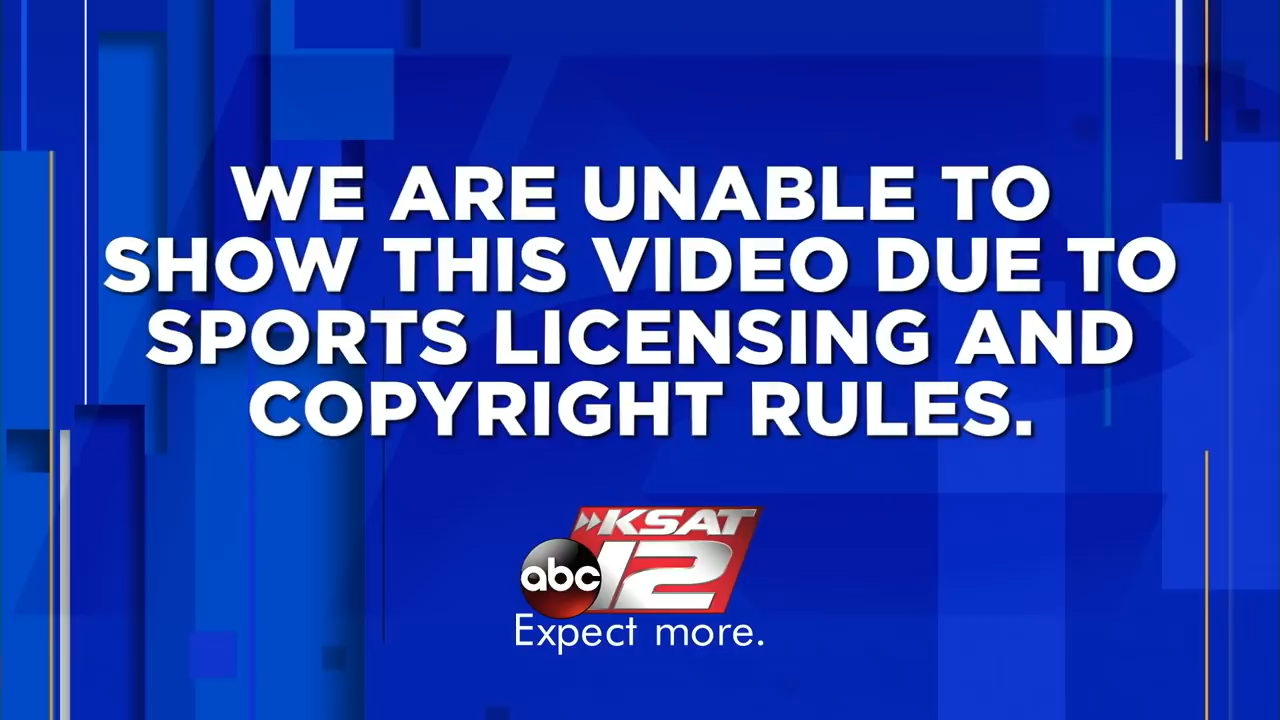 WE ARE UNABLE TO
SHOW THIS VIDEO DUE TO
SPORTS LICENSING AND
COPYRIGHT RULES.
KSAT
abc 12
Expect more.